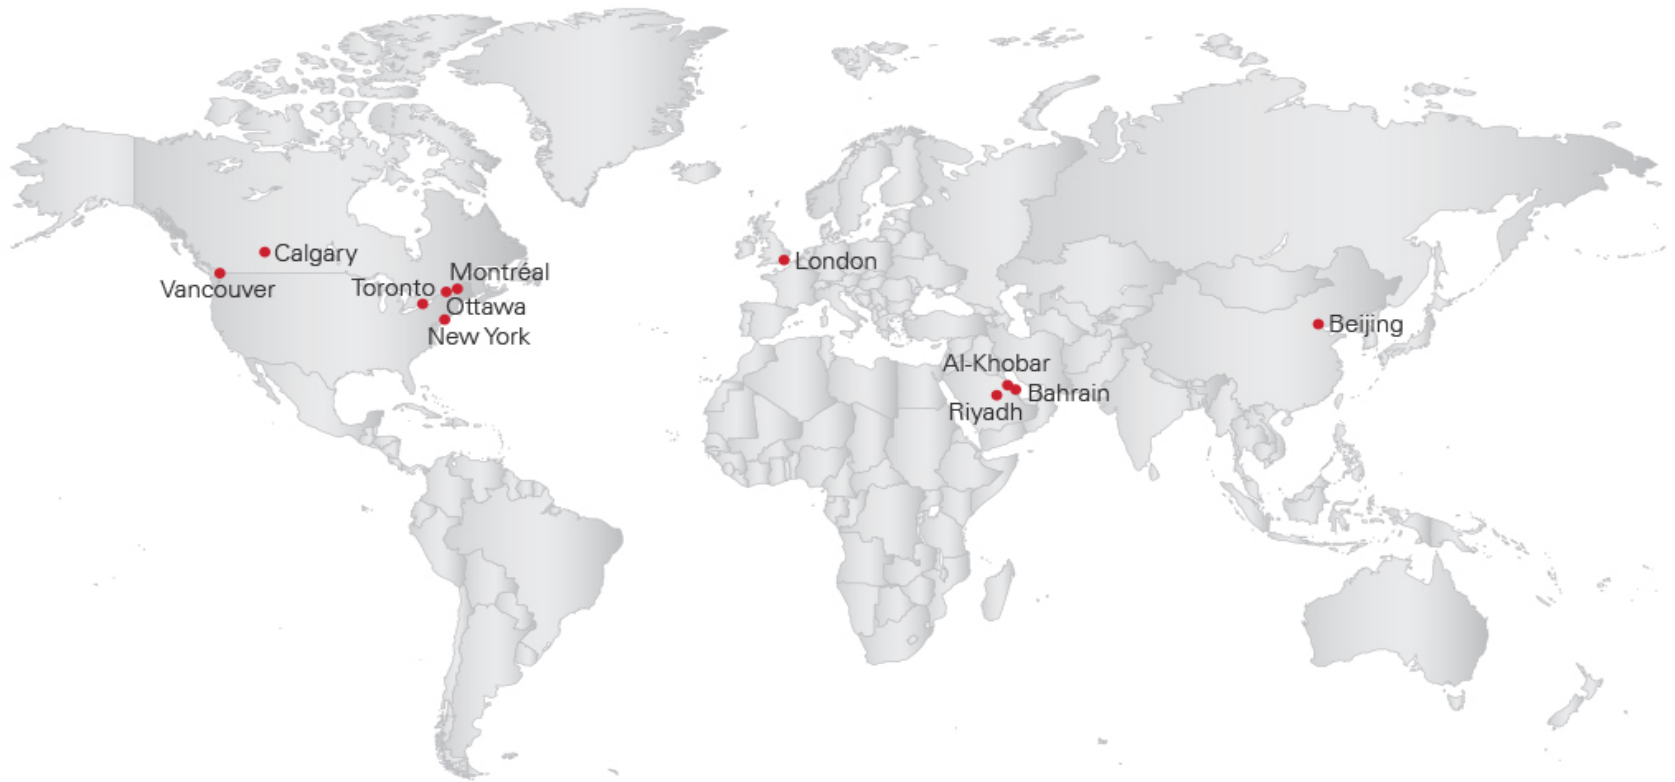 Calgary
Vancouver
Toronto
Montréal
Ottawa
New York
London
Al-Khobar
Bahrain
Riyadh
Beijing